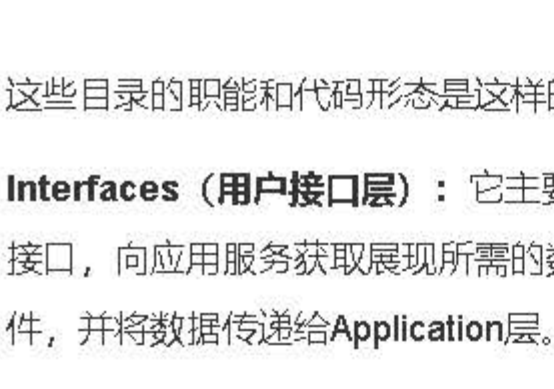 这些目录的职能和代码形态是这样
Interfaces（用户接口层）：它主要
接口，向应用服务获取展现所需的
件，并将数据传递给Application层。